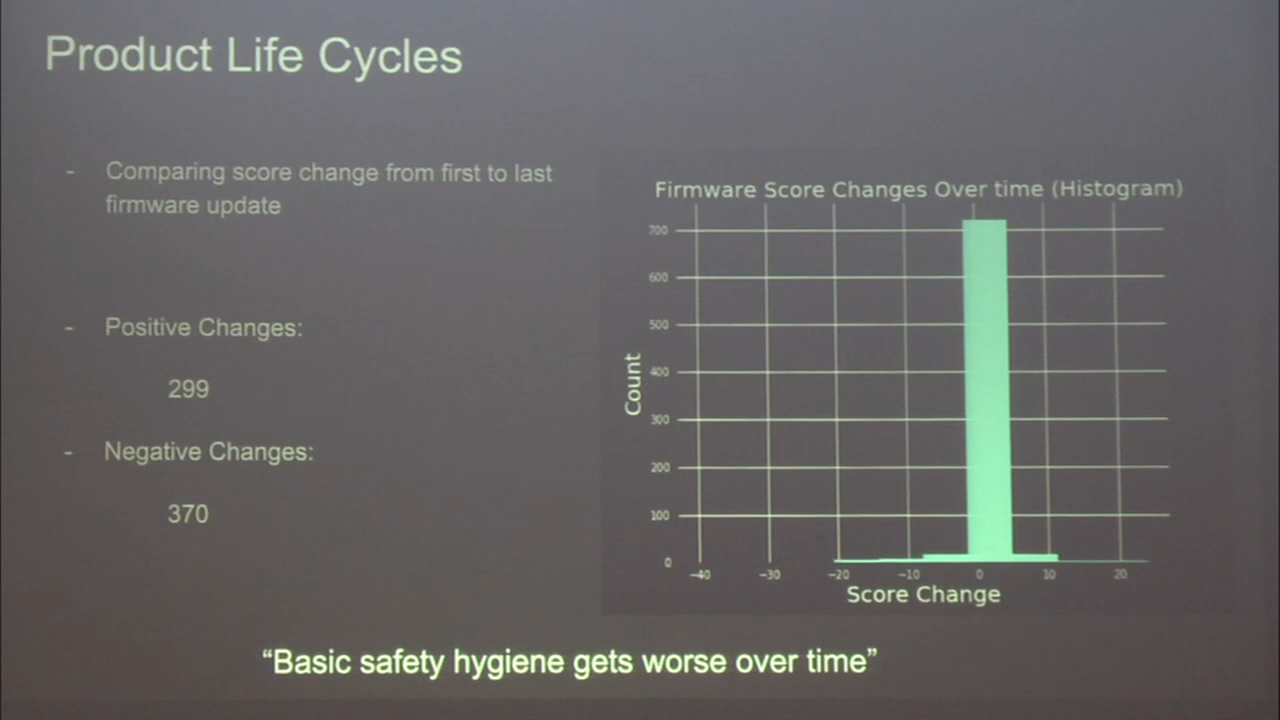 Product Life Cycles
- Comparing score change from first to last
firmware update
- Positive Changes:
299
- Negative Changes:
370
Firmware Score Changes Over time (Histogram)
700
600
500
400
300
200
100
0
Count
−40 −30 −20 −10 0 10 20
Score Change
“Basic safety hygiene gets worse over time”